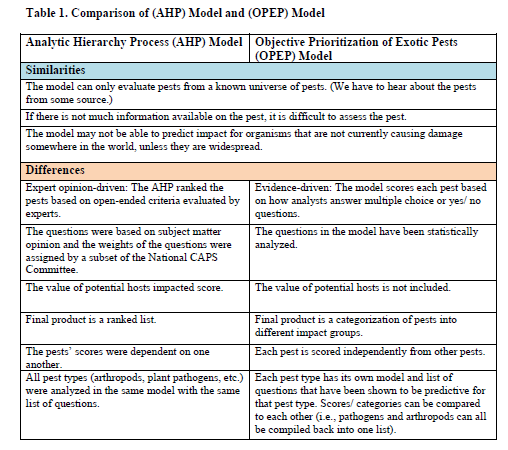 Table 1. Comparison of (AHP) Model and (OPEP) Model
Analytic Hierarchy Process (AHP) Model
Objective Prioritization of Exotic Pests
(OPEP) Model
Similarities
The model can only evaluate pests from a known universe of pests. (We have to hear about the pests
from some source.)
If there is not much information available on the pest, it is difficult to assess the pest.
The model may not be able to predict impact for organisms that are not currently causing damage
somewhere in the world, unless they are widespread.
Differences
Expert opinion-driven: The AHP ranked the
pests based on open-ended criteria evaluated by
experts.
Evidence-driven: The model scores each pest based
on how analysts answer multiple choice or yes/ no
questions.
The questions were based on subject matter
opinion and the weights of the questions were
assigned by a subset of the National CAPS
Committee.
The questions in the model have been statistically
analyzed.
The value of potential hosts impacted score.
The value of potential hosts is not included.
Final product is a ranked list.
Final product is a categorization of pests into
different impact groups.
The pests' scores were dependent on one
another.
Each pest is scored independently from other pests.
All pest types (arthropods, plant pathogens, etc.)
were analyzed in the same model with the same
list of questions.
Each pest type has its own model and list of
questions that have been shown to be predictive for
that pest type. Scores/ categories can be compared
to each other (i.e., pathogens and arthropods can all
be compiled back into one list).